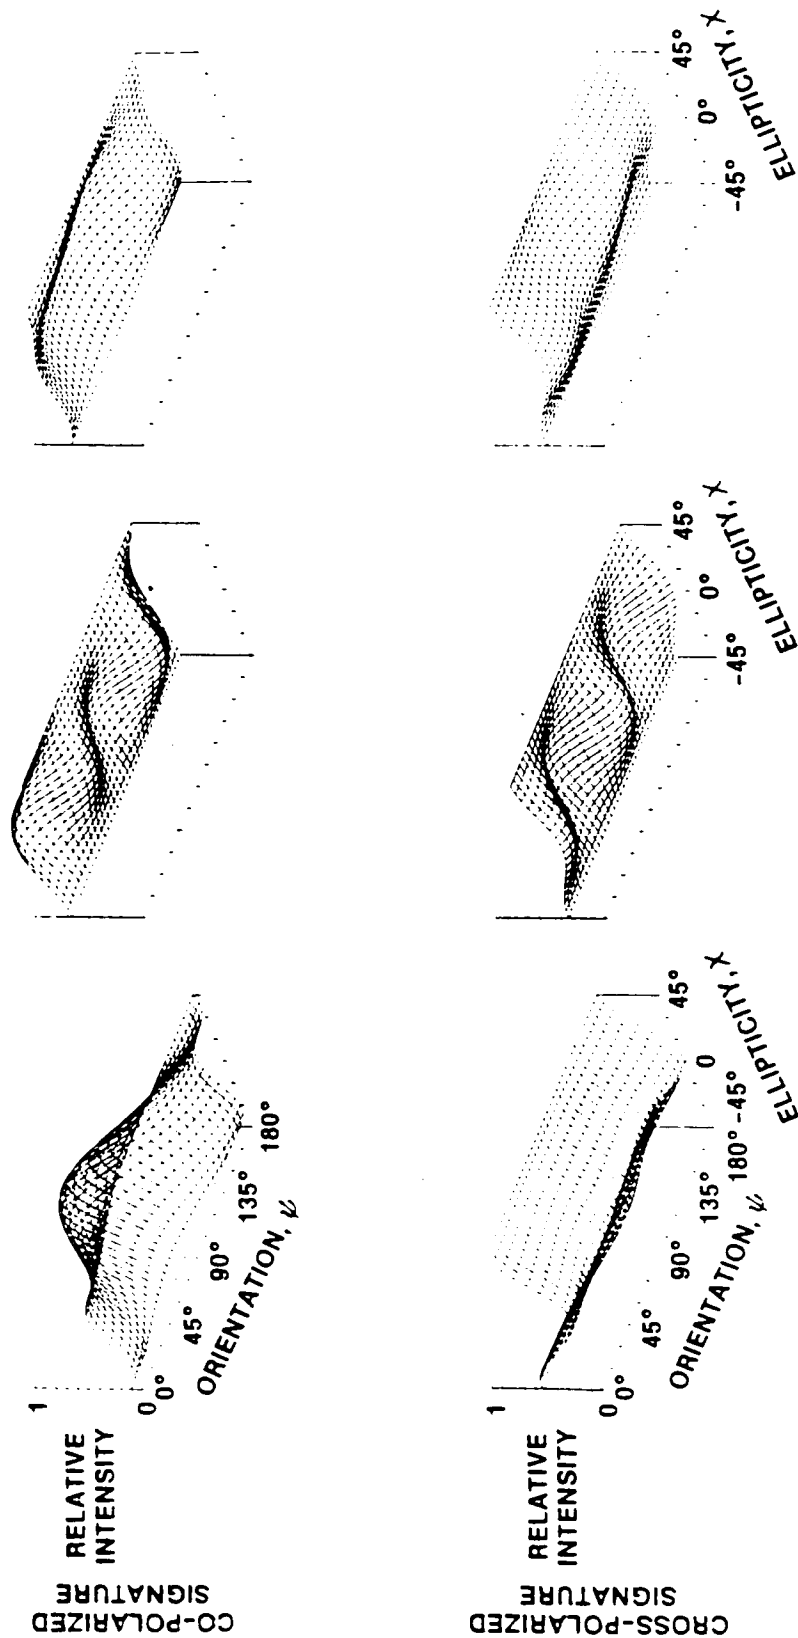 CO-POLARIZED
SIGNATURE
RELATIVE
INTENSITY
1
0
0°
45°
90°
135°
180°
ORIENTATION, ψ
CROSS-POLARIZED
SIGNATURE
RELATIVE
INTENSITY
1
0
0°
45°
90°
135°
180°
ORIENTATION, ψ
-45°
0
45°
ELLIPTICITY, χ
-45°
0°
45°
ELLIPTICITY, χ
-45°
0°
45°
ELLIPTICITY, χ